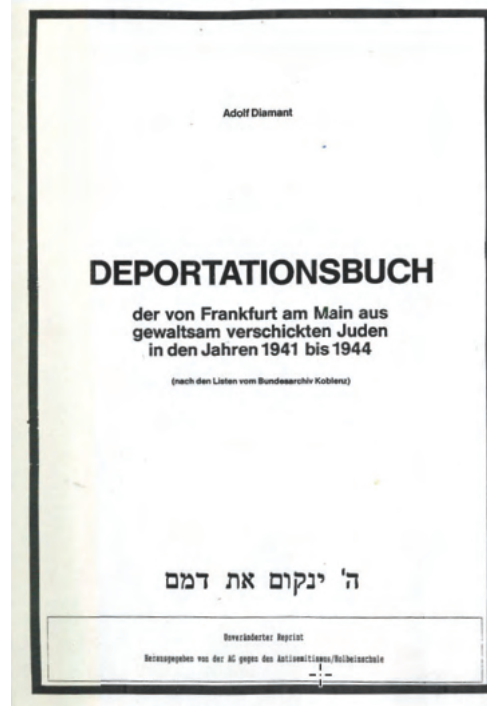 Adolf Diamant
DEPORTATIONSBUCH
der von Frankfurt am Main aus
gewaltsam verschickten Juden
in den Jahren 1941 bis 1944
(nach den Listen vom Bundesarchiv Koblenz)
ה' ינקום את דמם
Unveränderter Reprint
Herausgegeben von der AG gegen den Antisemitismus/Holbeinschule